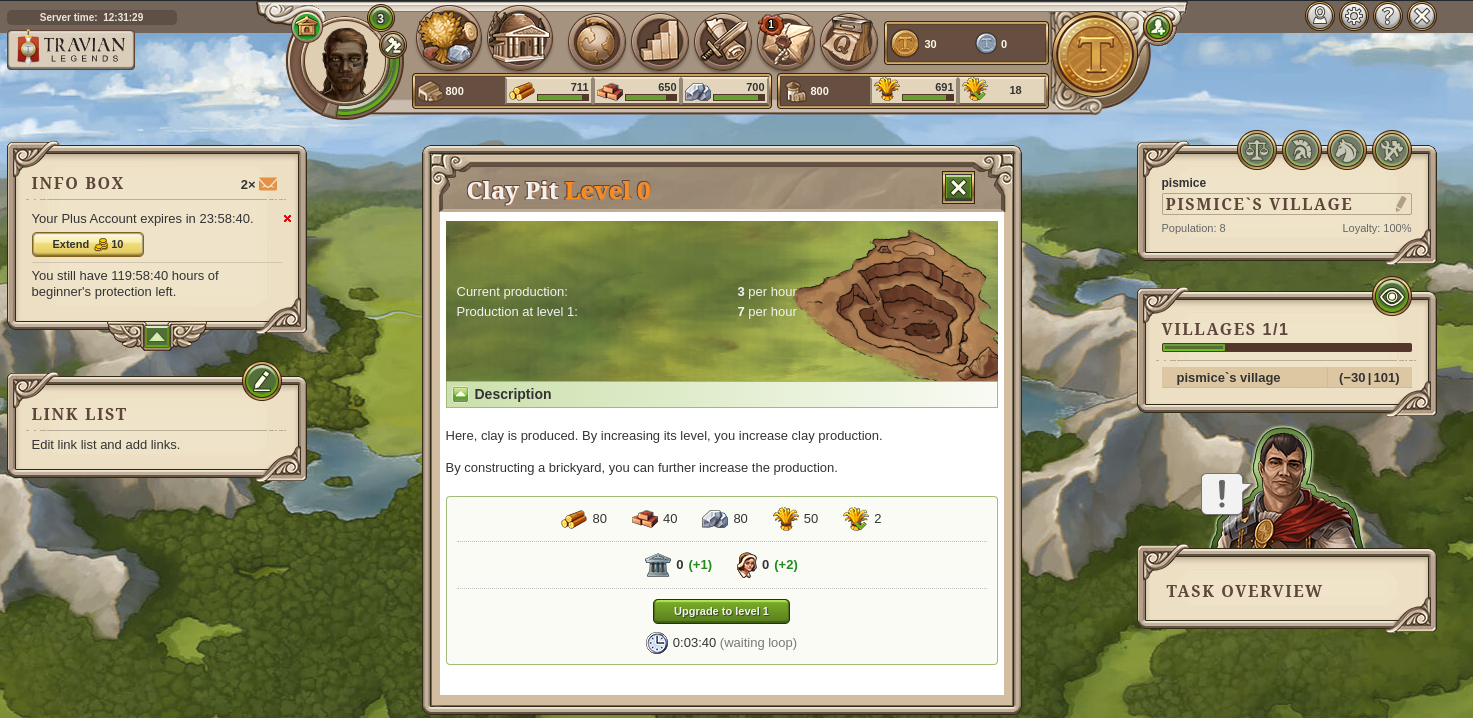 Server time: 12:31:29
TRAVIAN
LEGENDS
3
1
Q
T
30
0
800
711
650
700
800
691
18
INFO BOX
2×
Your Plus Account expires in 23:58:40.
Extend 10
You still have 119:58:40 hours of
beginner's protection left.
LINK LIST
Edit link list and add links.
Clay Pit Level 0
Current production: 3 per hour
Production at level 1: 7 per hour
Description
Here, clay is produced. By increasing its level, you increase clay production.
By constructing a brickyard, you can further increase the production.
80 40 80 50 2
0 (+1) 0 (+2)
Upgrade to level 1
0:03:40 (waiting loop)
pismice
PISMICE`S VILLAGE
Population: 8 Loyalty: 100%
VILLAGES 1/1
pismice`s village (−30|101)
!
TASK OVERVIEW